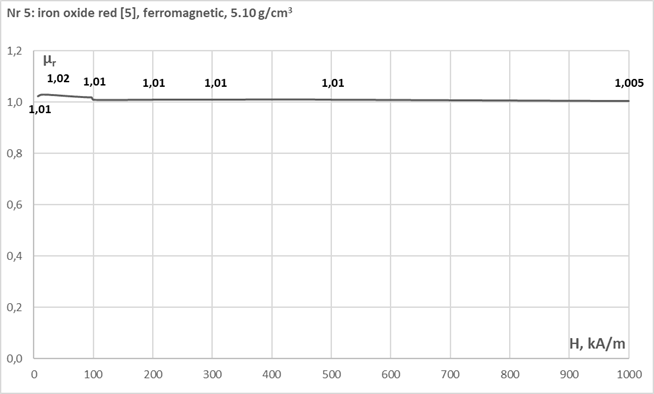 Nr 5: iron oxide red [5], ferromagnetic, 5.10 g/cm³
1,2
μr
1,02 1,01 1,01 1,01 1,01 1,005
1,0
1,01
0,8
0,6
0,4
0,2
H, kA/m
0,0
0 100 200 300 400 500 600 700 800 900 1000